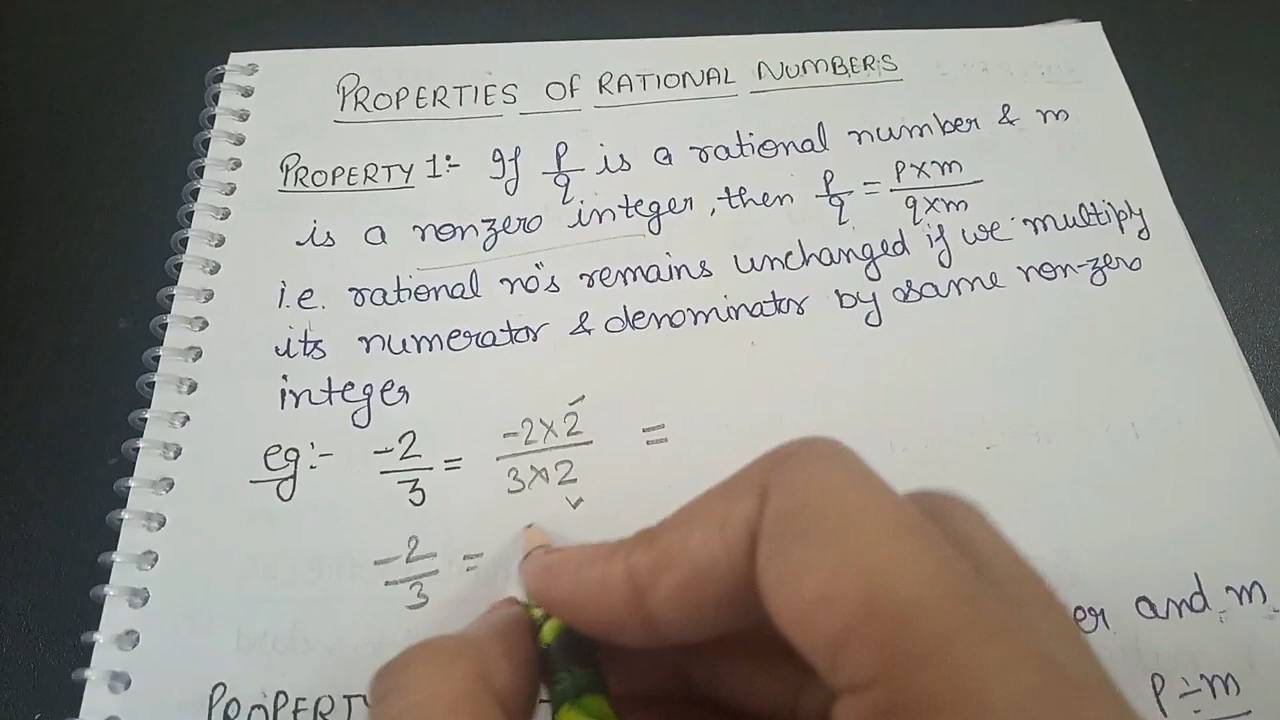 PROPERTIES OF RATIONAL NUMBERS
PROPERTY 1:- If p/q is a rational number & m
is a nonzero integer, then p/q = p×m/q×m
i.e. rational no's remains unchanged if we multiply
its numerator & denominator by same non-zero
integer
eg:- -2/3 = -2×2/3×2 =
-2/3 =
er and m
PROPERTY
p÷m